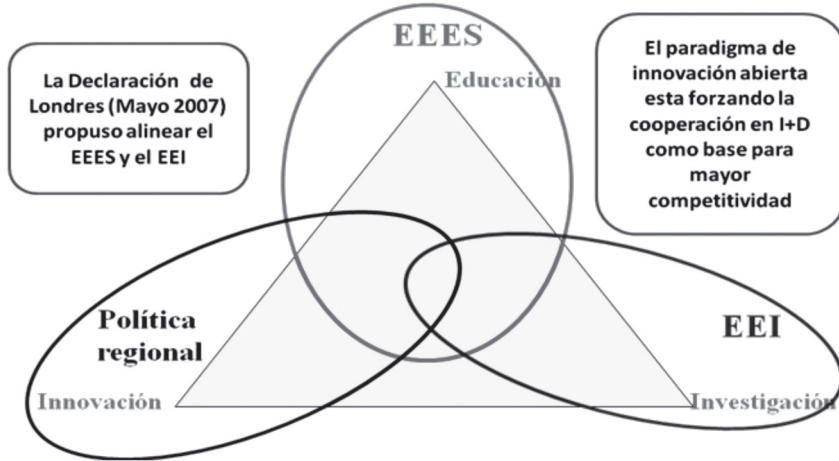 EEES
Educación
La Declaración de
Londres (Mayo 2007)
propuso alinear el
EEES y el EEI
El paradigma de
innovación abierta
esta forzando la
cooperación en I+D
como base para
mayor
competitividad
Política
regional
EEI
Innovación
Investigación